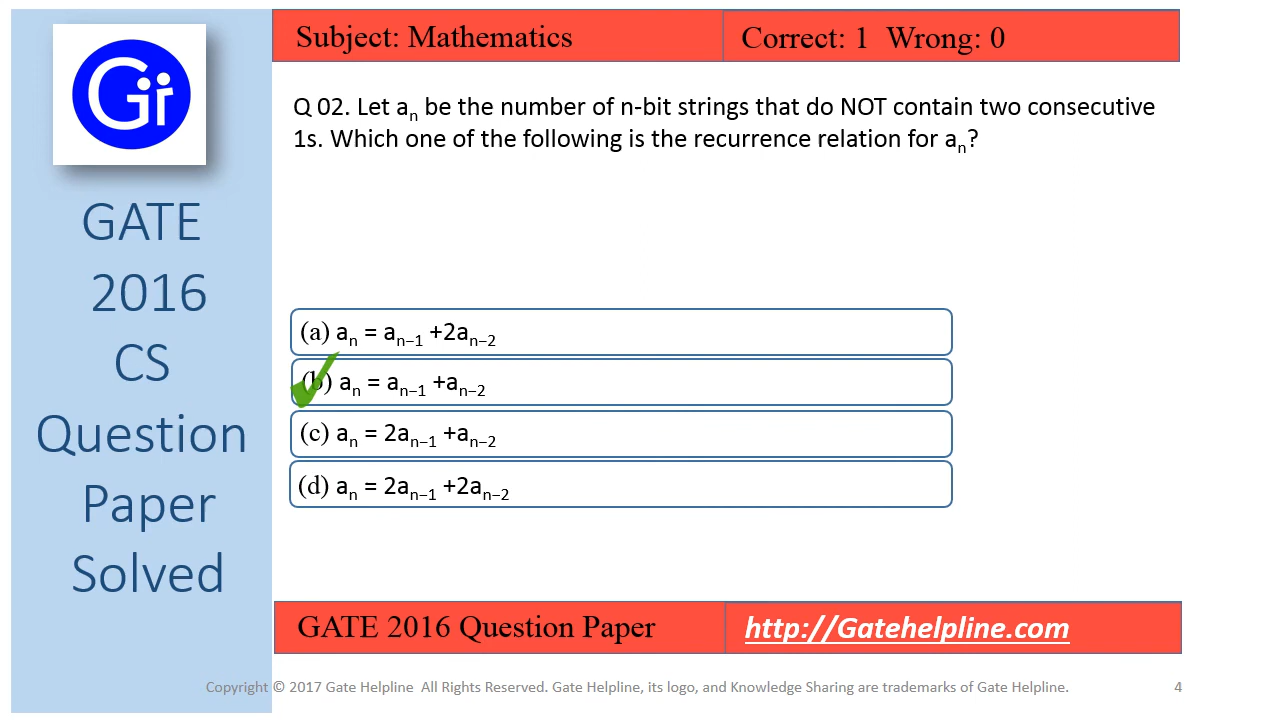 Gr
GATE
2016
CS
Question
Paper
Solved
Subject: Mathematics
Correct: 1 Wrong: 0
Q 02. Let aₙ be the number of n-bit strings that do NOT contain two consecutive
1s. Which one of the following is the recurrence relation for aₙ?
(a) aₙ = aₙ₋₁ +2aₙ₋₂
(b) aₙ = aₙ₋₁ +aₙ₋₂
(c) aₙ = 2aₙ₋₁ +aₙ₋₂
(d) aₙ = 2aₙ₋₁ +2aₙ₋₂
GATE 2016 Question Paper
http://Gatehelpline.com
Copyright © 2017 Gate Helpline All Rights Reserved. Gate Helpline, its logo, and Knowledge Sharing are trademarks of Gate Helpline.
4